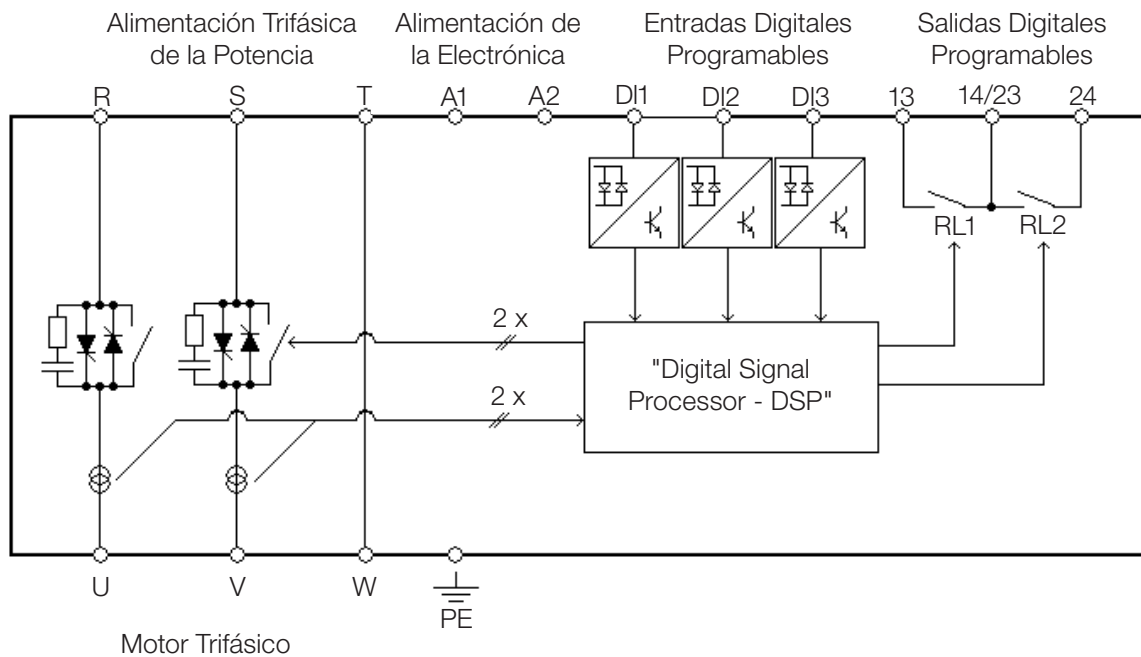 Alimentación Trifásica
de la Potencia
Alimentación de
la Electrónica
Entradas Digitales
Programables
Salidas Digitales
Programables
R S T A1 A2 DI1 DI2 DI3 13 14/23 24
RL1 RL2
2 x
"Digital Signal
Processor - DSP"
2 x
U V W
PE
Motor Trifásico